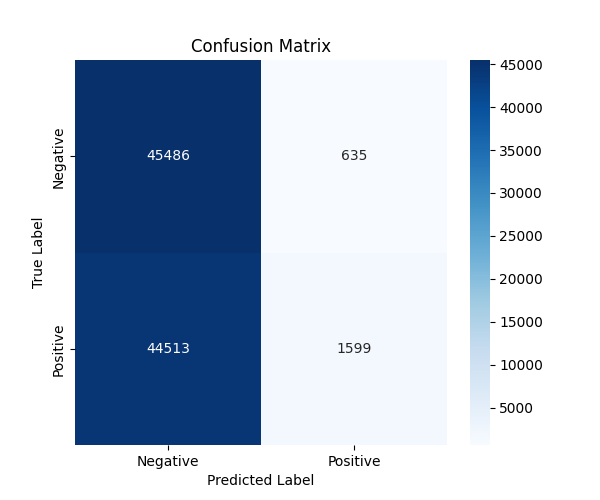 Confusion Matrix
True Label
Negative
45486
635
Positive
44513
1599
Negative
Positive
Predicted Label
45000
40000
35000
30000
25000
20000
15000
10000
5000